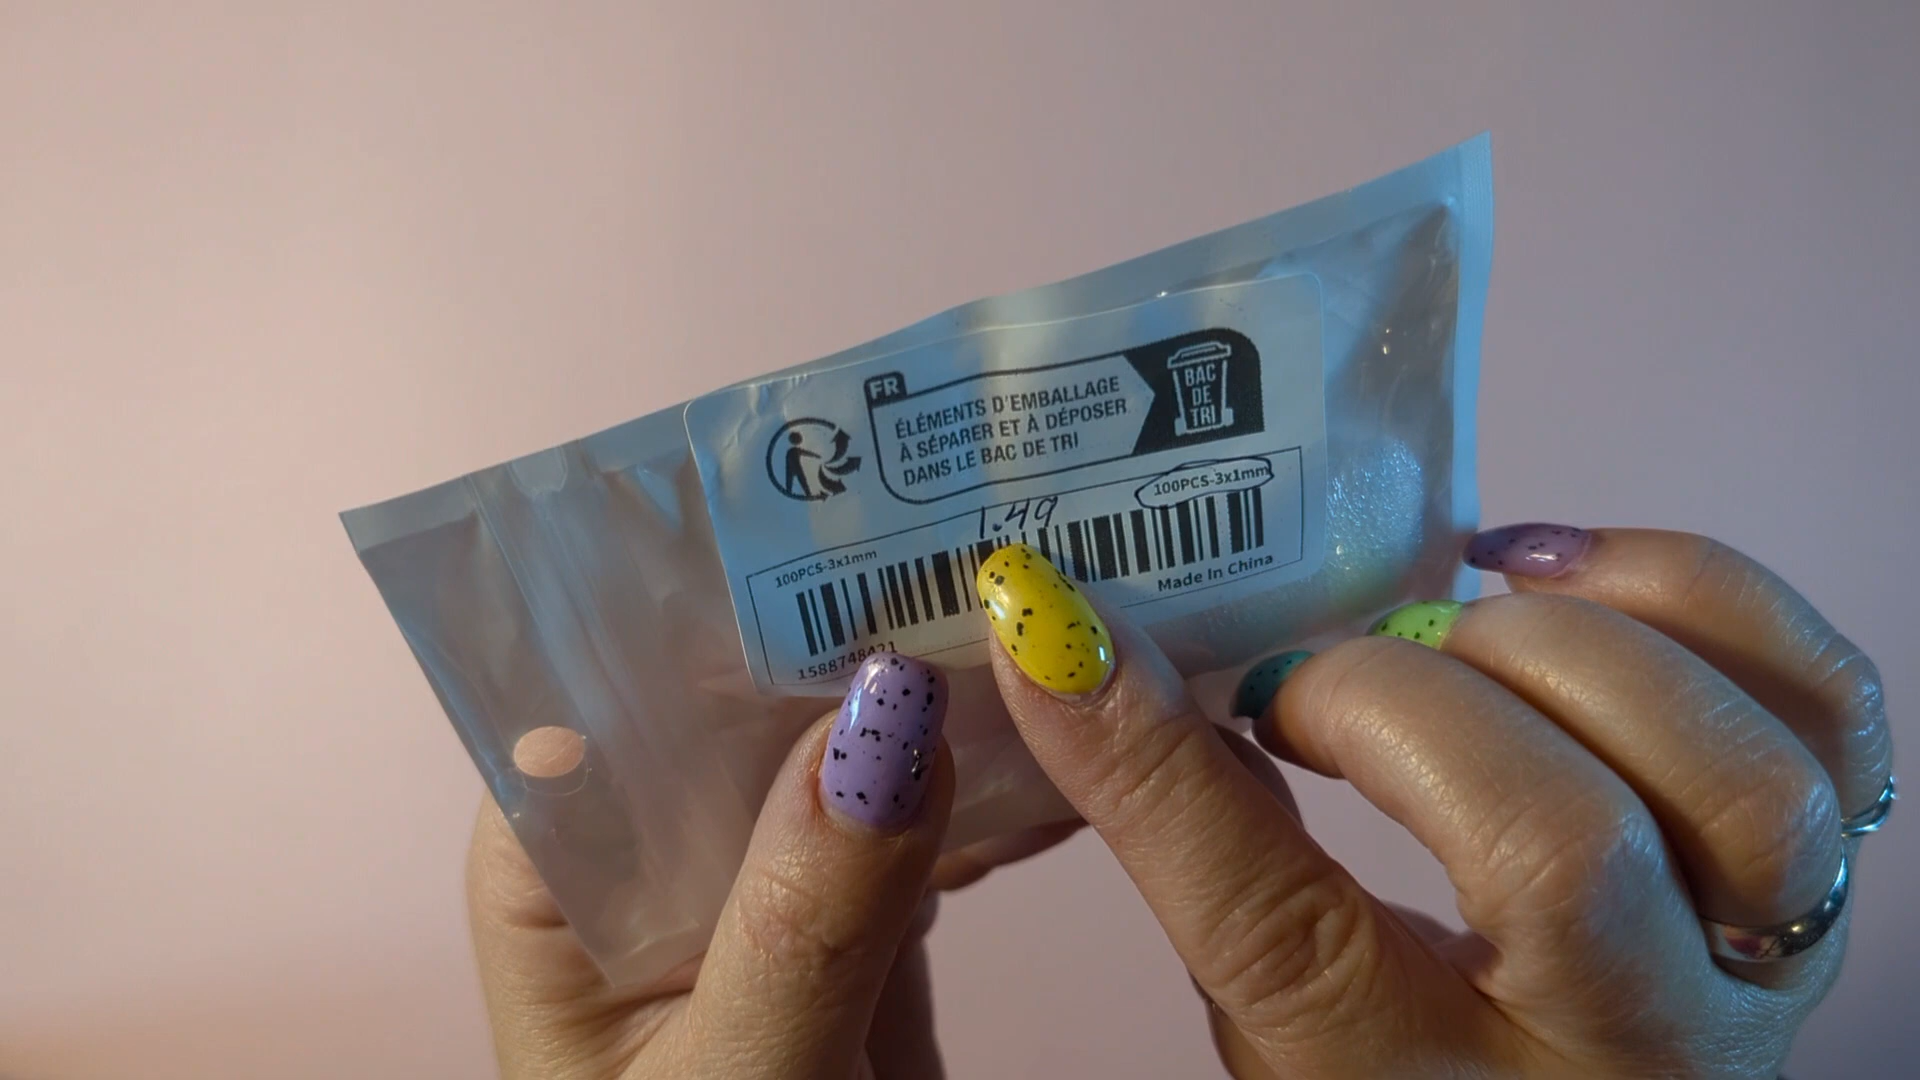 FR
ÉLÉMENTS D'EMBALLAGE
À SÉPARER ET À DÉPOSER
DANS LE BAC DE TRI
BAC
DE
TRI
100PCS-3x1mm
1.49
100PCS-3x1mm
Made In China
1588748421